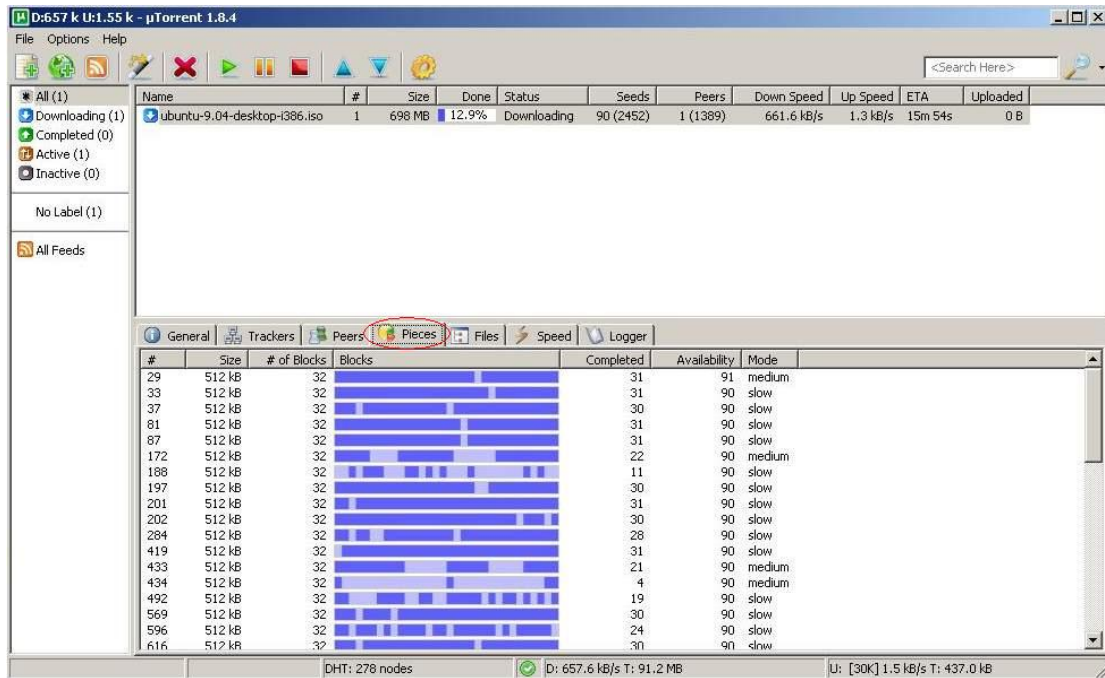 D:657 k U:1.55 k - µTorrent 1.8.4
File Options Help
<Search Here>
All (1)
Downloading (1)
Completed (0)
Active (1)
Inactive (0)
No Label (1)
All Feeds
Name # Size Done Status Seeds Peers Down Speed Up Speed ETA Uploaded
ubuntu-9.04-desktop-i386.iso 1 698 MB 12.9% Downloading 90 (2452) 1 (1389) 661.6 kB/s 1.3 kB/s 15m 54s 0 B
General Trackers Peers Pieces Files Speed Logger
# Size # of Blocks Blocks Completed Availability Mode
29 512 kB 32 31 91 medium
33 512 kB 32 31 90 slow
37 512 kB 32 30 90 slow
81 512 kB 32 31 90 slow
87 512 kB 32 31 90 slow
172 512 kB 32 22 90 medium
188 512 kB 32 11 90 slow
197 512 kB 32 30 90 slow
201 512 kB 32 31 90 slow
202 512 kB 32 30 90 slow
284 512 kB 32 28 90 slow
419 512 kB 32 31 90 slow
433 512 kB 32 21 90 medium
434 512 kB 32 4 90 medium
492 512 kB 32 19 90 slow
569 512 kB 32 30 90 slow
596 512 kB 32 24 90 slow
616 512 kB 32 30 90 slow
DHT: 278 nodes D: 657.6 kB/s T: 91.2 MB U: [30K] 1.5 kB/s T: 437.0 kB